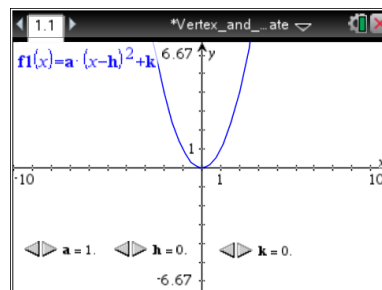 1.1 *Vertex_and_...ate
f1(x)=a·(x-h)²+k
6.67 y
1
x
-10 1 10
a = 1. h = 0. k = 0.
-6.67